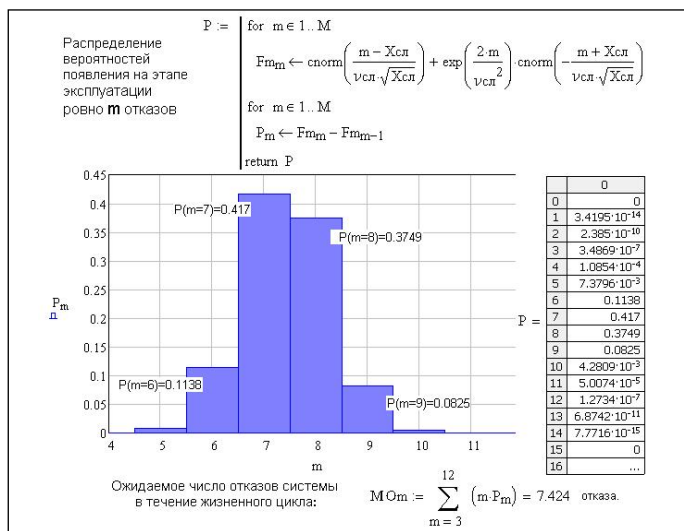 Распределение
вероятностей
появления на этапе
эксплуатации
ровно m отказов
P :=
for m ∈ 1.. M
Fm_m ← cnorm((m − Xсл)/(νсл·√Xсл)) + exp((2·m)/(νсл²))·cnorm(−(m + Xсл)/(νсл·√Xсл))
for m ∈ 1.. M
P_m ← Fm_m − Fm_{m−1}
return P
0.45
0.4
0.35
0.3
0.25
0.2
0.15
0.1
0.05
0
P_m
P(m=7)=0.417
P(m=8)=0.3749
P(m=6)=0.1138
P(m=9)=0.0825
4 5 6 7 8 9 10 11
m
P =
0
0 0
1 3.4195·10⁻¹⁴
2 2.385·10⁻¹⁰
3 3.4869·10⁻⁷
4 1.0854·10⁻⁴
5 7.3796·10⁻³
6 0.1138
7 0.417
8 0.3749
9 0.0825
10 4.2809·10⁻³
11 5.0074·10⁻⁵
12 1.2734·10⁻⁷
13 6.8742·10⁻¹¹
14 7.7716·10⁻¹⁵
15 0
16 ...
Ожидаемое число отказов системы
в течение жизненного цикла:
MOm := ∑_{m = 3}^{12} (m·P_m) = 7.424 отказа.